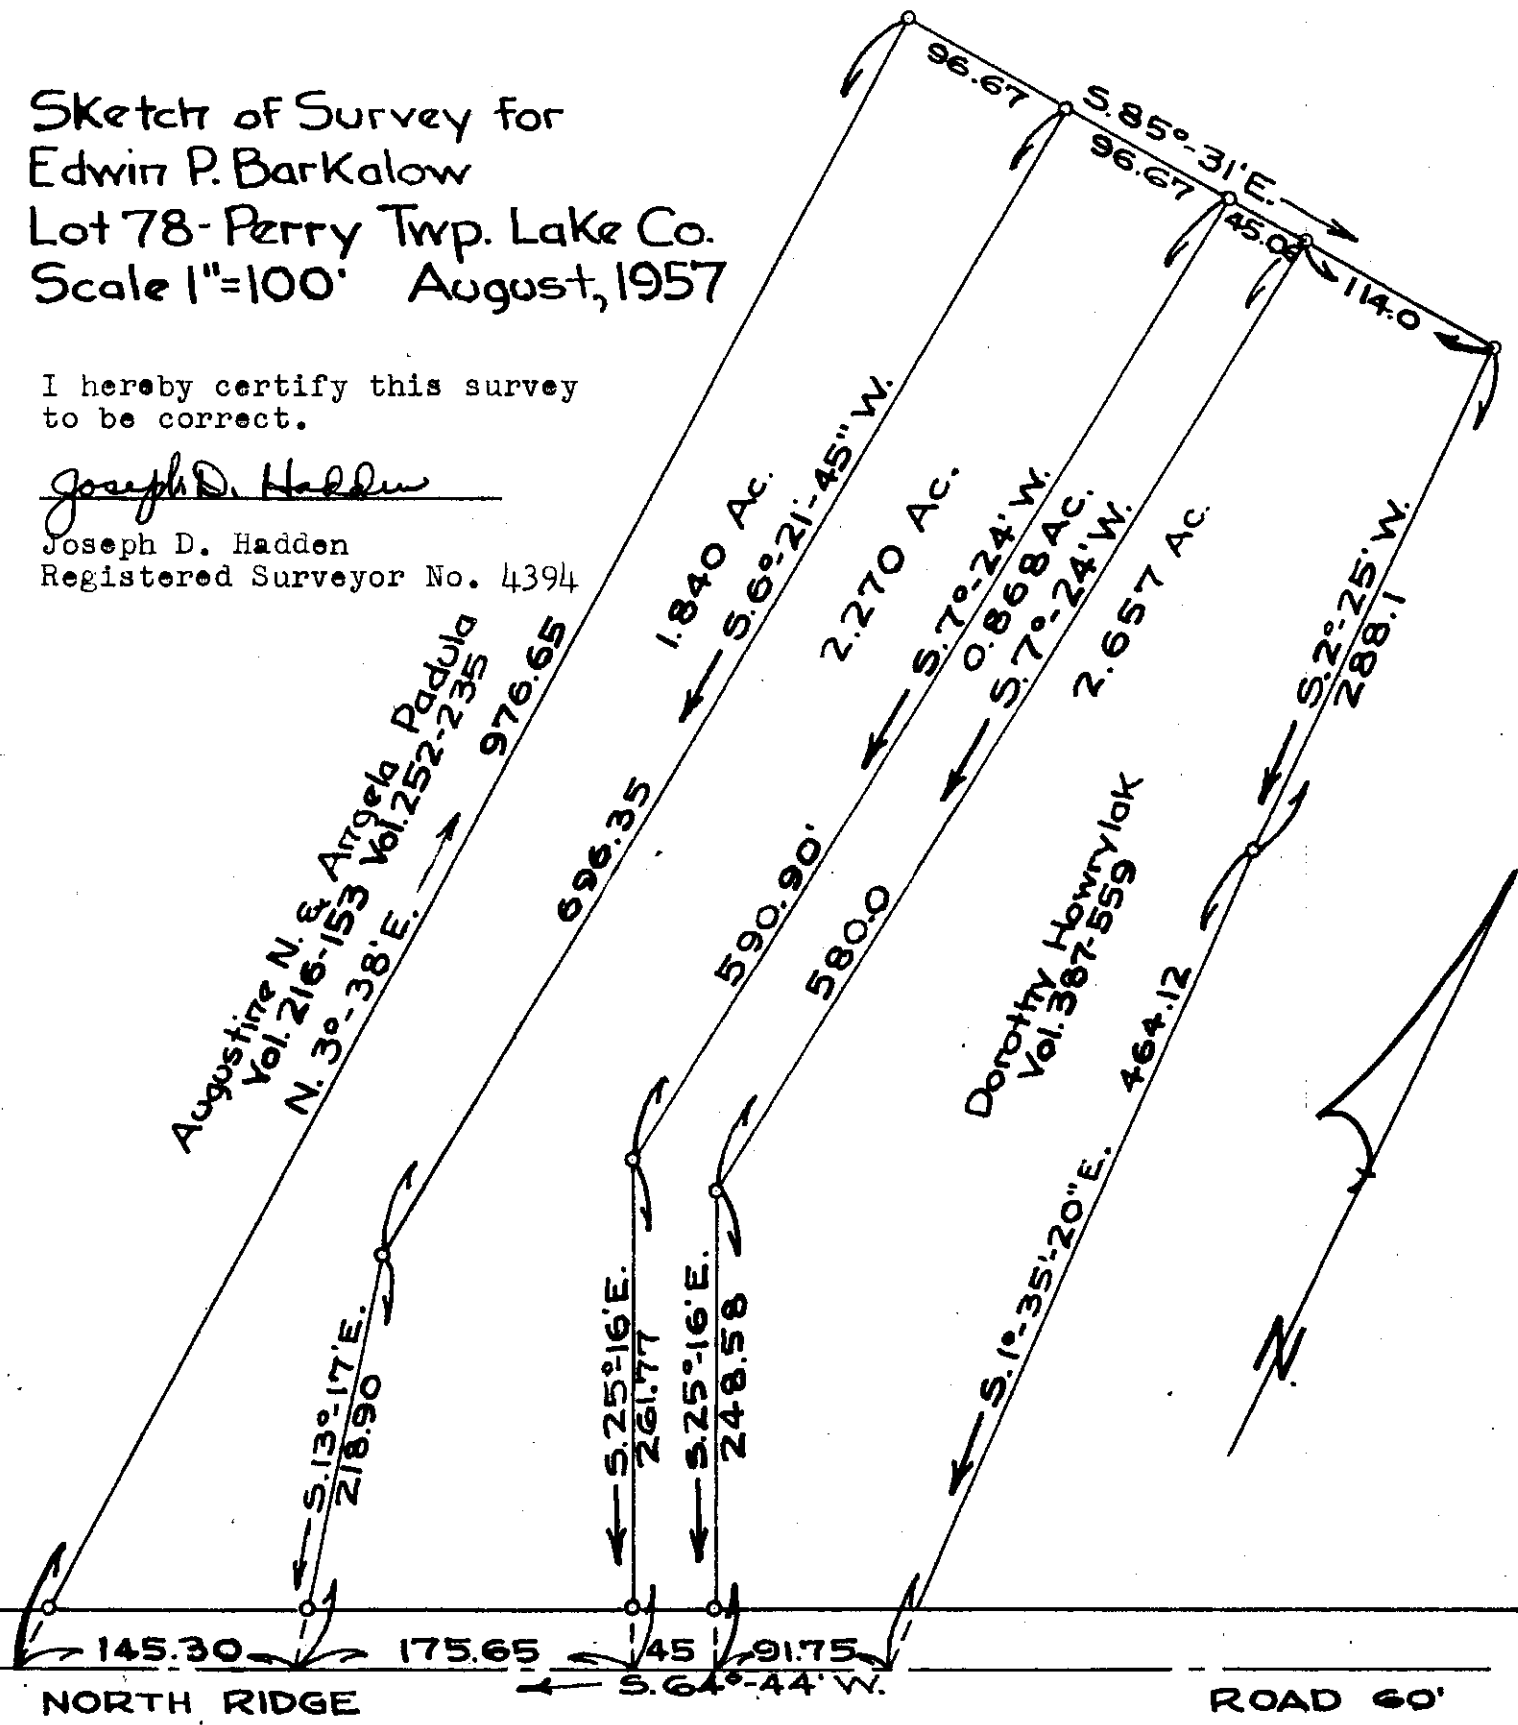 Sketch of Survey for
Edwin P. Barkalow
Lot 78-Perry Twp. Lake Co.
Scale 1"=100' August, 1957
I hereby certify this survey
to be correct.
Joseph D. Hadden
Joseph D. Hadden
Registered Surveyor No. 4394
96.67
S.85°-31'E.
96.67
45.06
114.0
Augustine N. & Angela Padula
Vol. 216-153 Vol. 252-235
N. 3°-38'E.
976.65
1.840 Ac.
S.6°-21'-45" W.
696.35
2.270 Ac.
S.7°-24' W.
590.90'
0.868 Ac.
S.7°-24' W.
580.0
2.657 Ac.
Dorothy Howrylak
Vol. 387-559
S.2°-25' W.
288.1
464.12
S.1°-35'-20"E.
S.13°-17'E.
218.90
S.25°-16'E.
261.77
S.25°-16'E.
248.58
N.
145.30
175.65
45
91.75
S.64°-44' W.
NORTH RIDGE ROAD 60'